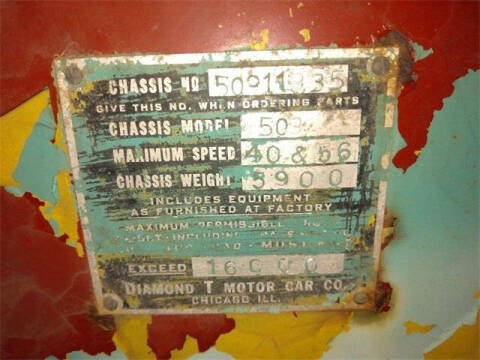 CHASSIS NO
GIVE THIS NO. WHEN ORDERING PARTS
CHASSIS MODEL 509
MAXIMUM SPEED 40 & 56
CHASSIS WEIGHT 5900
INCLUDES EQUIPMENT
AS FURNISHED AT FACTORY
MAXIMUM PERMISSIBLE
EXCEED 16000
DIAMOND T MOTOR CAR CO.
CHICAGO ILL.